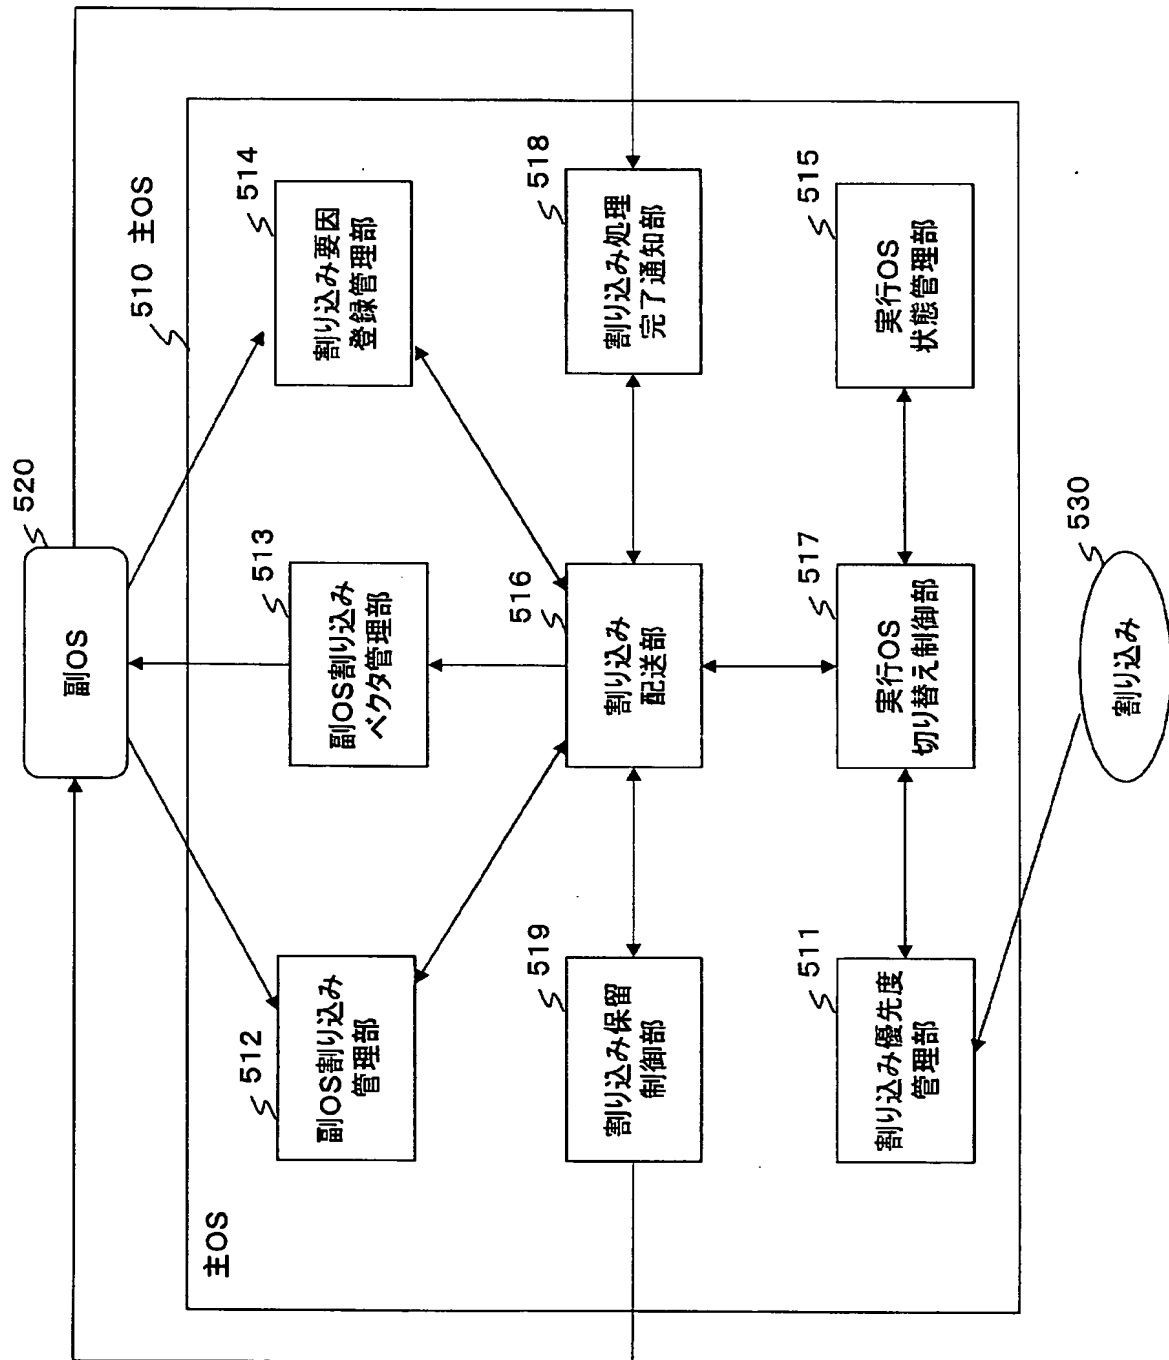 520
副OS
510 主OS
主OS
512
副OS割り込み
管理部
513
副OS割り込み
ベクタ管理部
514
割り込み要因
登録管理部
519
割り込み保留
制御部
516
割り込み
配送部
518
割り込み処理
完了通知部
511
割り込み優先度
管理部
517
実行OS
切り替え制御部
515
実行OS
状態管理部
530
割り込み